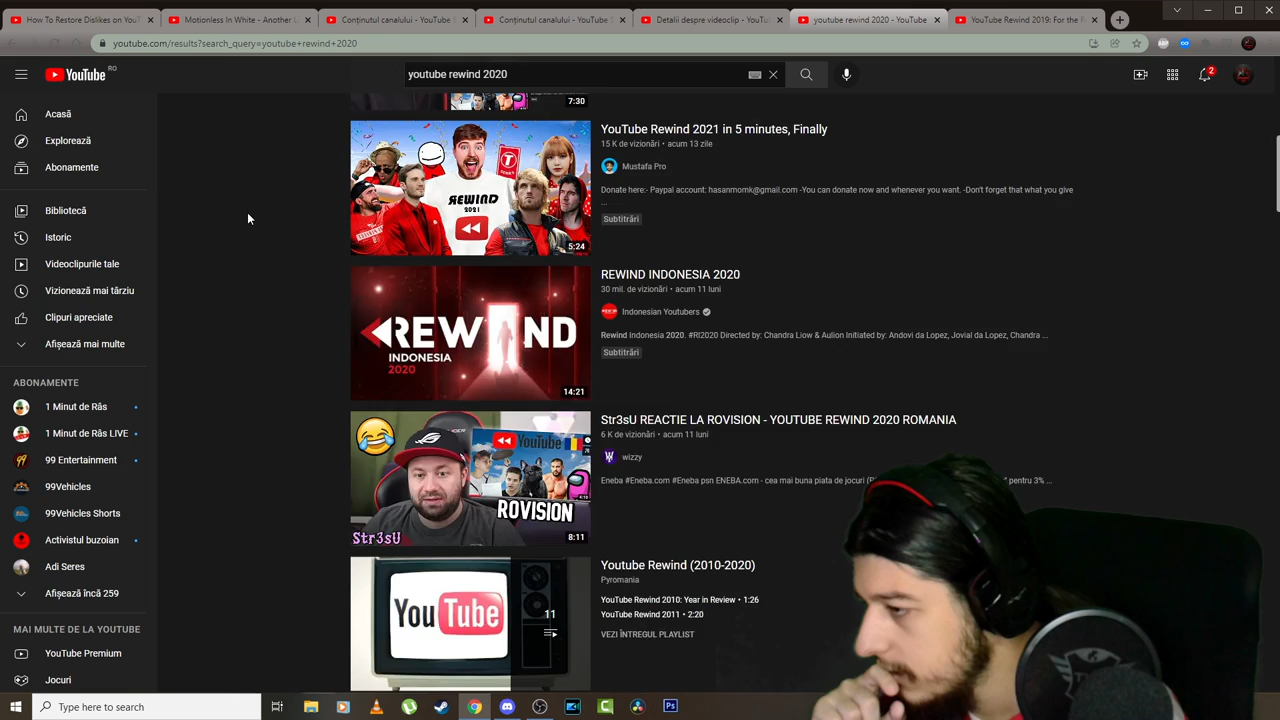 How To Restore Dislikes on YouT
Motionless In White - Another L
Conținutul canalului - YouTube S
Conținutul canalului - YouTube S
Detalii despre videoclip - YouTu
youtube rewind 2020 - YouTube
YouTube Rewind 2019: For the R
youtube.com/results?search_query=youtube+rewind+2020
YouTube RO
youtube rewind 2020
2
Acasă
Explorează
Abonamente
Bibliotecă
Istoric
Videoclipurile tale
Vizionează mai târziu
Clipuri apreciate
Afișează mai multe
ABONAMENTE
1 Minut de Râs
1 Minut de Râs LIVE
99 Entertainment
99Vehicles
99Vehicles Shorts
Activistul buzoian
Adi Seres
Afișează încă 259
MAI MULTE DE LA YOUTUBE
YouTube Premium
Jocuri
7:30
REWIND
2021
5:24
YouTube Rewind 2021 in 5 minutes, Finally
15 K de vizionări • acum 13 zile
Mustafa Pro
Donate here:- Paypal account: hasanmomk@gmail.com -You can donate now and whenever you want. -Don't forget that what you give
...
Subtitrări
REWIND
INDONESIA
2020
14:21
REWIND INDONESIA 2020
30 mil. de vizionări • acum 11 luni
Indonesian Youtubers
Rewind Indonesia 2020. #RI2020 Directed by: Chandra Liow & Aulion Initiated by: Andovi da Lopez, Jovial da Lopez, Chandra ...
Subtitrări
YouTube
ROVISION
Str3sU
8:11
Str3sU REACTIE LA ROVISION - YOUTUBE REWIND 2020 ROMANIA
6 K de vizionări • acum 11 luni
wizzy
Eneba #Eneba.com #Eneba psn ENEBA.COM - cea mai buna piata de jocuri
pentru 3% ...
YouTube
11
Youtube Rewind (2010-2020)
Pyromania
YouTube Rewind 2010: Year in Review • 1:26
YouTube Rewind 2011 • 2:20
VEZI ÎNTREGUL PLAYLIST
Type here to search
Ps